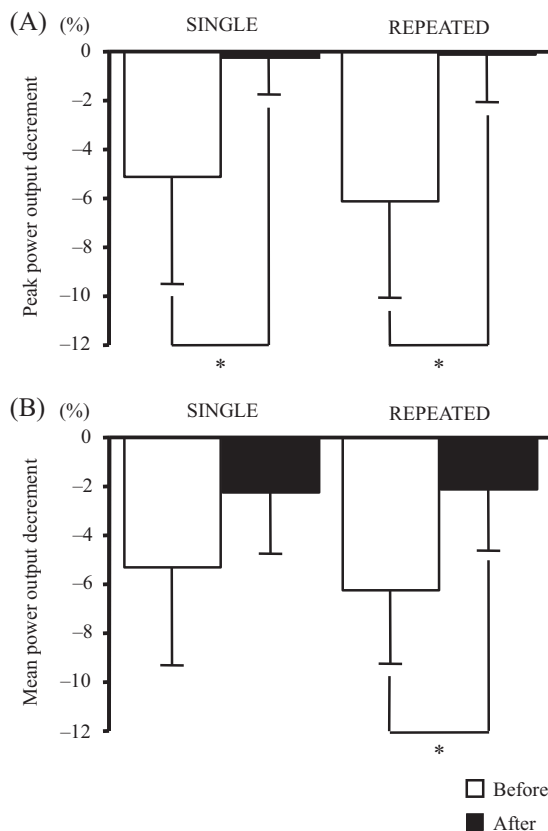 (A) (%) SINGLE REPEATED
0
−2
−4
−6
−8
−10
−12
Peak power output decrement
* *
(B) (%) SINGLE REPEATED
0
−2
−4
−6
−8
−10
−12
Mean power output decrement
*
Before
After